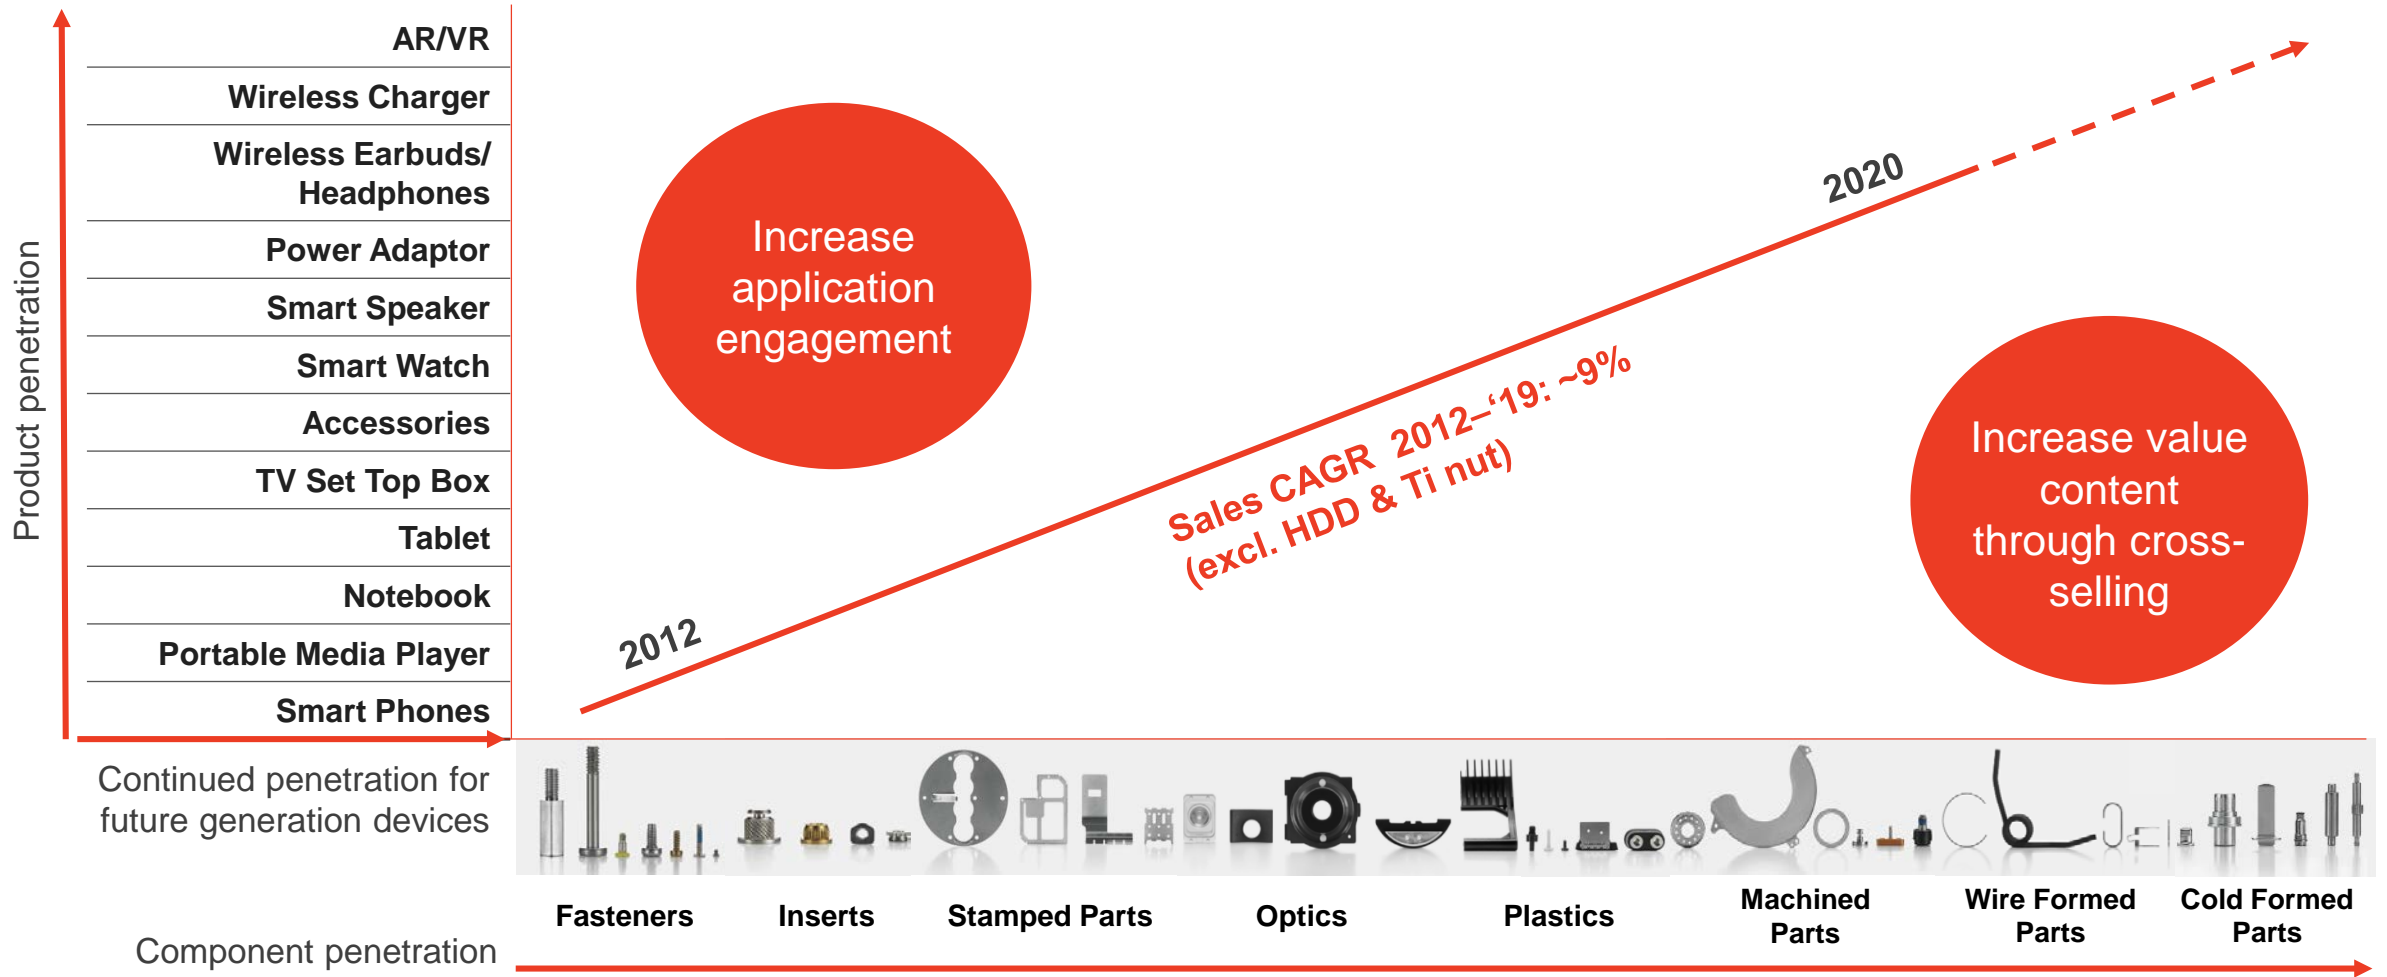 Product penetration
AR/VR
Wireless Charger
Wireless Earbuds/
Headphones
Power Adaptor
Smart Speaker
Smart Watch
Accessories
TV Set Top Box
Tablet
Notebook
Portable Media Player
Smart Phones
Continued penetration for
future generation devices
Increase
application
engagement
2012
2020
Sales CAGR  2012–‘19: ~9%
(excl. HDD & Ti nut)
Increase value
content
through cross-
selling
Fasteners
Inserts
Stamped Parts
Optics
Plastics
Machined
Parts
Wire Formed
Parts
Cold Formed
Parts
Component penetration